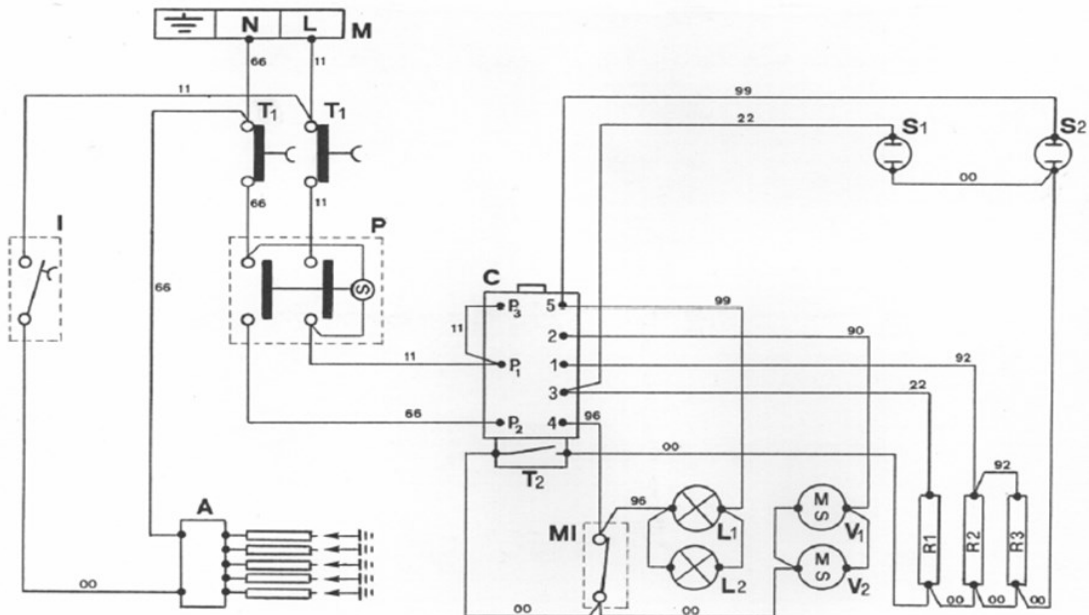 N L M
66 11
11
T1 T1
99
22
S1 S2
00
66 11
I
P
S
66
C
P3 5
99
11
2
90
P1 1
11
92
3
22
66
P2 4
96
T2
00
A
MI
96
L1
M S
V1
92
R1 R2 R3
L2
M S
V2
00
00
00
00 00 00